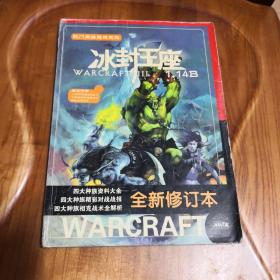 冰封王座
WARCRAFT III 1.14B
四大种族资料大全
四大种族精彩对战战报
四大种族相克战术全解析
全新修订本
WARCRAFT